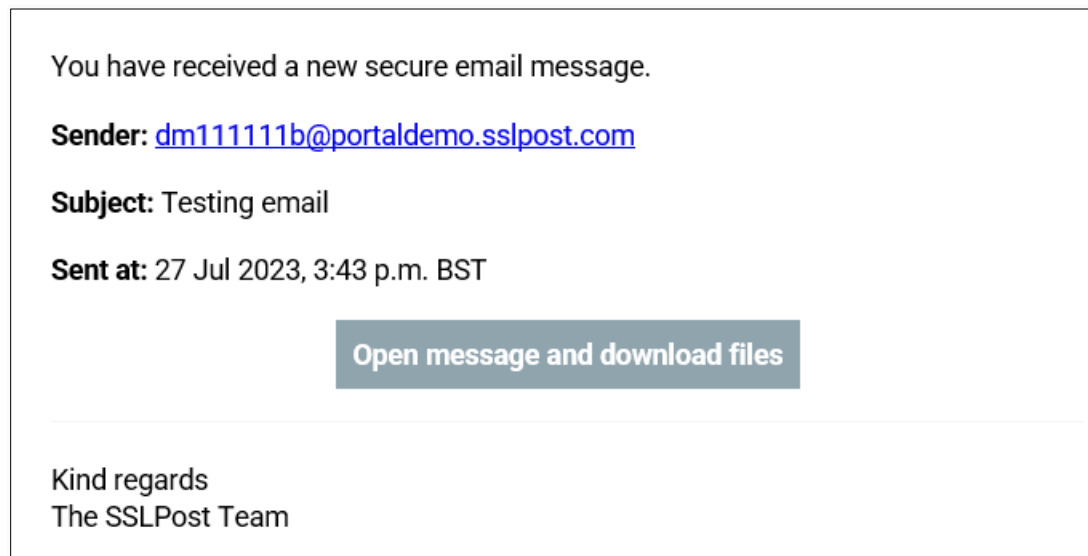 You have received a new secure email message.
Sender: dm111111b@portaldemo.sslpost.com
Subject: Testing email
Sent at: 27 Jul 2023, 3:43 p.m. BST
Open message and download files
Kind regards
The SSLPost Team